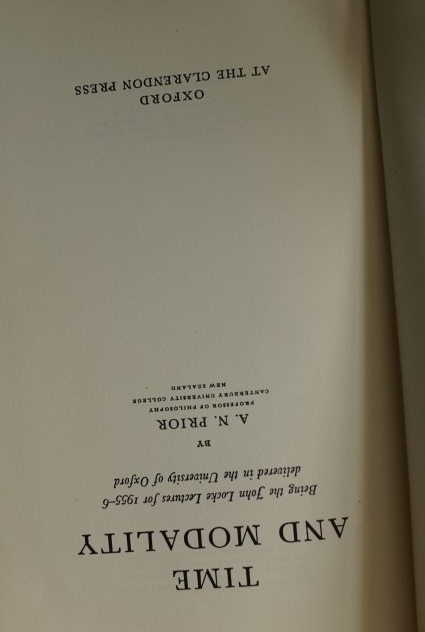 TIME
AND MODALITY
Being the John Locke Lectures for 1955–6
delivered in the University of Oxford
BY
A. N. PRIOR
PROFESSOR OF PHILOSOPHY
CANTERBURY UNIVERSITY COLLEGE
NEW ZEALAND
OXFORD
AT THE CLARENDON PRESS